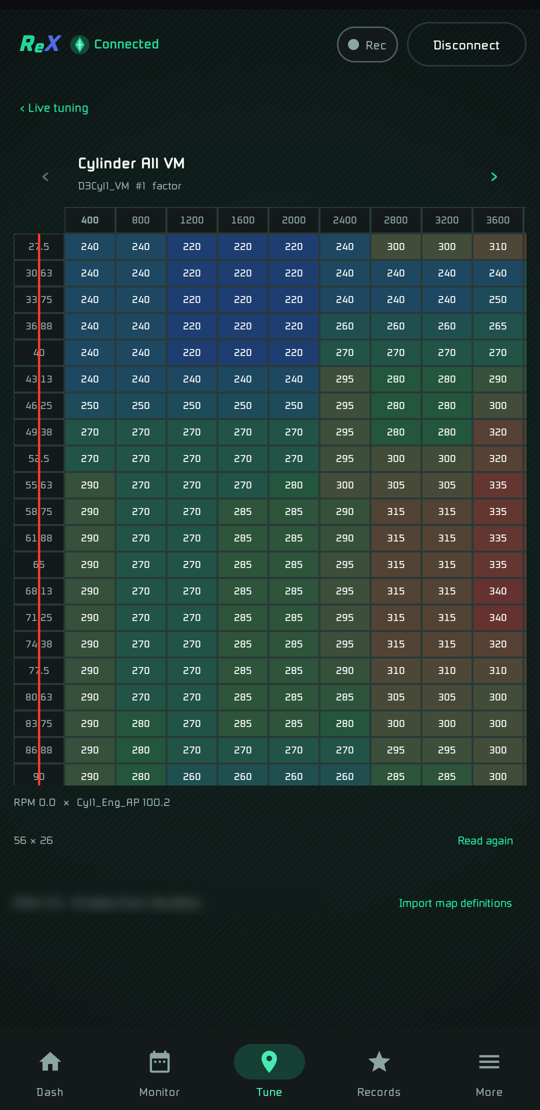 ReX Connected Rec Disconnect
‹ Live tuning
Cylinder All VM
D3Cyl1_VM #1 factor
400 800 1200 1600 2000 2400 2800 3200 3600
27.5 240 240 220 220 220 240 300 300 310
30.63 240 240 220 220 220 240 240 240 240
33.75 240 240 220 220 220 240 240 240 250
36.88 240 240 220 220 220 260 260 260 265
40 240 240 220 220 220 270 270 270 270
43.13 240 240 240 240 240 295 280 280 290
46.25 250 250 250 250 250 295 280 280 300
49.38 270 270 270 270 270 295 280 280 320
52.5 270 270 270 270 270 295 300 300 320
55.63 290 270 270 270 280 300 305 305 335
58.75 290 270 270 285 285 290 315 315 335
61.88 290 270 270 285 285 290 315 315 335
65 290 270 270 285 285 295 315 315 335
68.13 290 270 270 285 285 295 315 315 340
71.25 290 270 270 285 285 295 315 315 340
74.38 290 270 270 285 285 295 315 315 320
77.5 290 270 270 285 285 290 310 310 310
80.63 290 270 270 285 285 285 305 305 300
83.75 290 280 270 285 285 280 300 300 300
86.88 290 280 270 270 270 270 295 295 300
90 290 280 260 260 260 260 285 285 300
RPM 0.0 × Cyl1_Eng_AP 100.2
56 × 26 Read again
Import map definitions
Dash Monitor Tune Records More